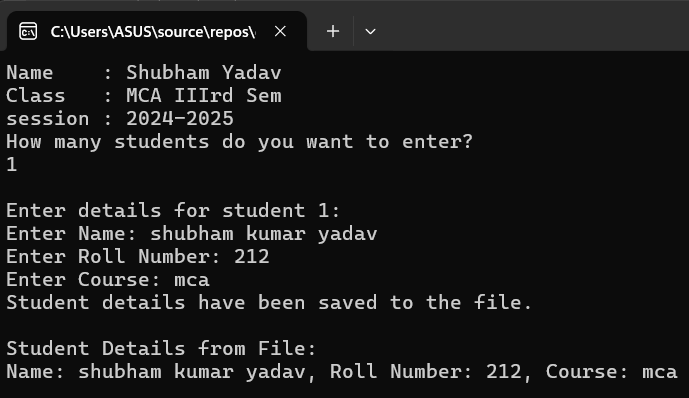 C:\Users\ASUS\source\repos\
Name    : Shubham Yadav
Class   : MCA IIIrd Sem
session : 2024-2025
How many students do you want to enter?
1
Enter details for student 1:
Enter Name: shubham kumar yadav
Enter Roll Number: 212
Enter Course: mca
Student details have been saved to the file.
Student Details from File:
Name: shubham kumar yadav, Roll Number: 212, Course: mca